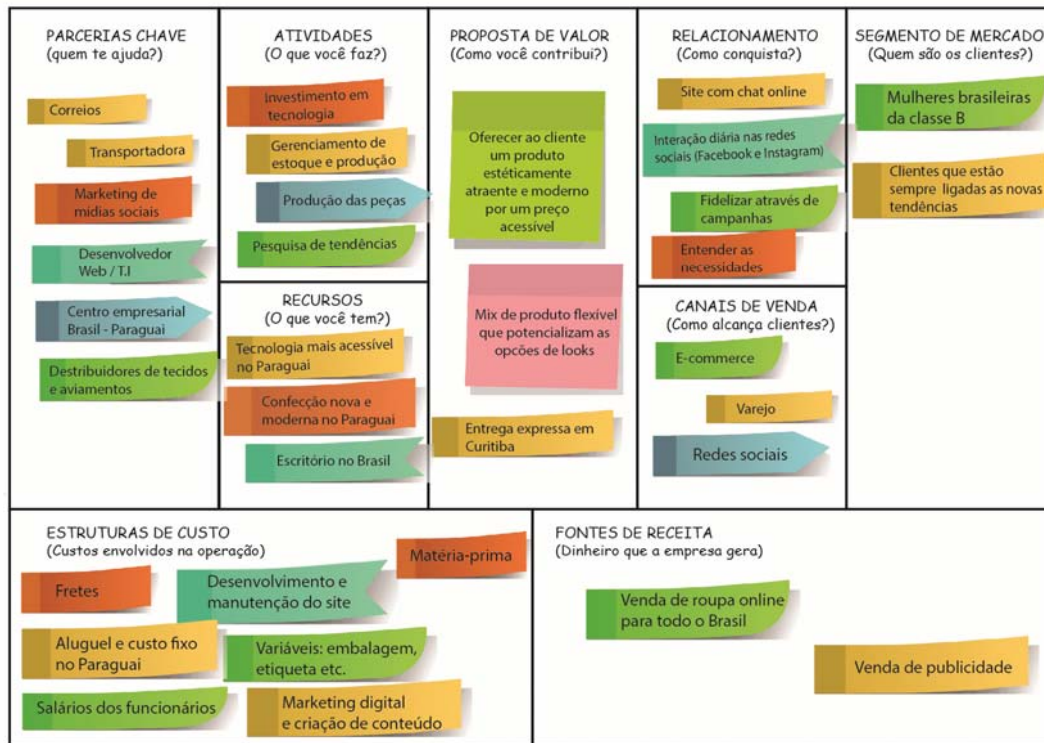 PARCERIAS CHAVE
(quem te ajuda?)
Correios
Transportadora
Marketing de
mídias sociais
Desenvolvedor
Web / T.I
Centro empresarial
Brasil - Paraguai
Destribuidores de tecidos
e aviamentos
ATIVIDADES
(O que você faz?)
Investimento em
tecnologia
Gerenciamento de
estoque e produção
Produção das peças
Pesquisa de tendências
RECURSOS
(O que você tem?)
Tecnologia mais acessível
no Paraguai
Confecção nova e
moderna no Paraguai
Escritório no Brasil
PROPOSTA DE VALOR
(Como você contribui?)
Oferecer ao cliente
um produto
estéticamente
atraente e moderno
por um preço
acessível
Mix de produto flexível
que potencializam as
opcões de looks
Entrega expressa em
Curitiba
RELACIONAMENTO
(Como conquista?)
Site com chat online
Interação diária nas redes
sociais (Facebook e Instagram)
Fidelizar através de
campanhas
Entender as
necessidades
CANAIS DE VENDA
(Como alcança clientes?)
E-commerce
Varejo
Redes sociais
SEGMENTO DE MERCADO
(Quem são os clientes?)
Mulheres brasileiras
da classe B
Clientes que estão
sempre ligadas as novas
tendências
ESTRUTURAS DE CUSTO
(Custos envolvidos na operação)
Fretes
Desenvolvimento e
manutenção do site
Matéria-prima
Aluguel e custo fixo
no Paraguai
Variáveis: embalagem,
etiqueta etc.
Salários dos funcionários
Marketing digital
e criação de conteúdo
FONTES DE RECEITA
(Dinheiro que a empresa gera)
Venda de roupa online
para todo o Brasil
Venda de publicidade